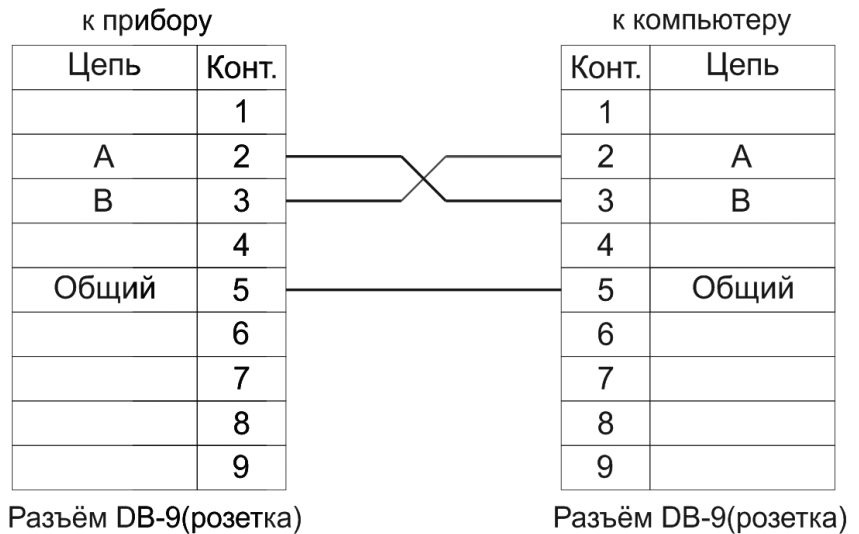 к прибору к компьютеру
Цепь Конт. Конт. Цепь
1 1
А 2 2 А
В 3 3 В
4 4
Общий 5 5 Общий
6 6
7 7
8 8
9 9
Разъём DB-9(розетка) Разъём DB-9(розетка)